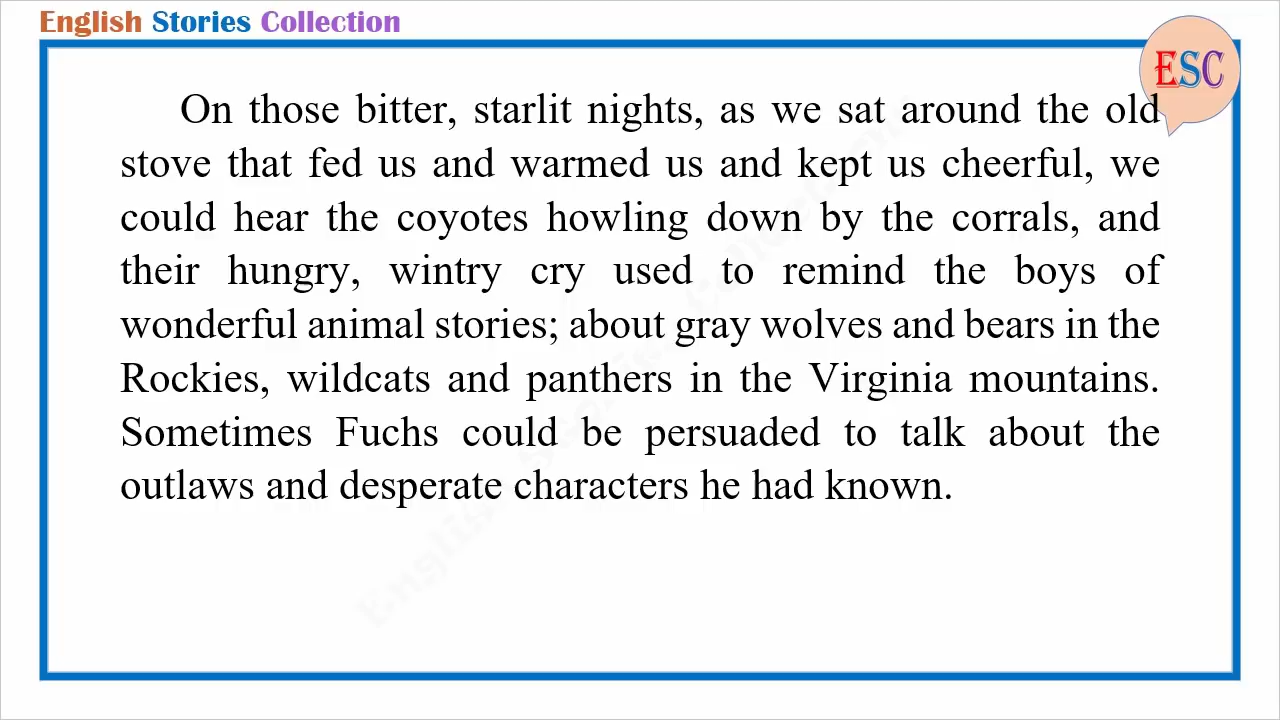 English Stories Collection
ESC
On those bitter, starlit nights, as we sat around the old
stove that fed us and warmed us and kept us cheerful, we
could hear the coyotes howling down by the corrals, and
their hungry, wintry cry used to remind the boys of
wonderful animal stories; about gray wolves and bears in the
Rockies, wildcats and panthers in the Virginia mountains.
Sometimes Fuchs could be persuaded to talk about the
outlaws and desperate characters he had known.
English Stories Collection